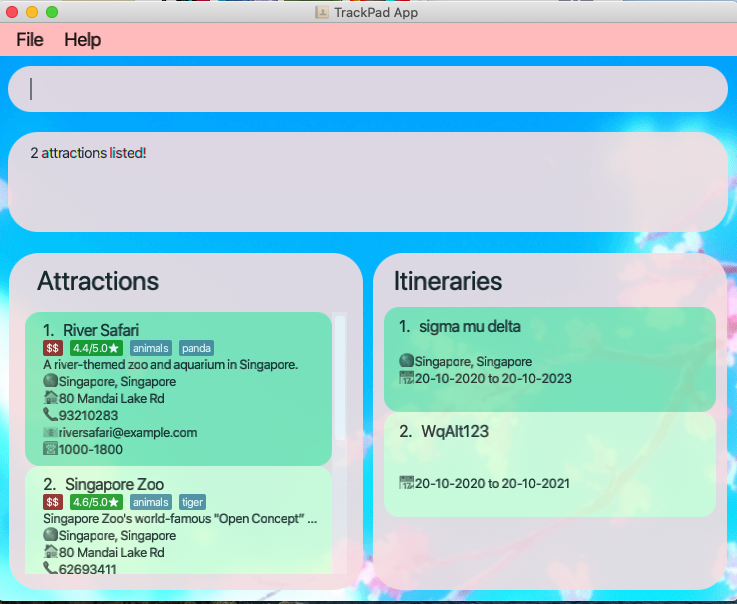 TrackPad App
File Help
2 attractions listed!
Attractions
1. River Safari
$$ 4.4/5.0★ animals panda
A river-themed zoo and aquarium in Singapore.
Singapore, Singapore
80 Mandai Lake Rd
93210283
riversafari@example.com
1000-1800
2. Singapore Zoo
$$ 4.6/5.0★ animals tiger
Singapore Zoo's world-famous "Open Concept" ...
Singapore, Singapore
80 Mandai Lake Rd
62693411
Itineraries
1. sigma mu delta
Singapore, Singapore
20-10-2020 to 20-10-2023
2. WqAlt123
20-10-2020 to 20-10-2021